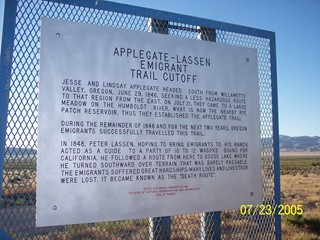 APPLEGATE-LASSEN
EMIGRANT
TRAIL CUTOFF
JESSE AND LINDSAY APPLEGATE HEADED SOUTH FROM WILLAMETTE
VALLEY, OREGON, JUNE 29, 1846, SEEKING A LESS HAZARDOUS ROUTE
TO THAT REGION FROM THE EAST. ON JULY 21, THEY CAME TO A LARGE
MEADOW ON THE HUMBOLDT RIVER. WHAT IS NOW THE NEARBY RYE
PATCH RESERVOIR. THUS THEY ESTABLISHED THE APPLEGATE TRAIL.
DURING THE REMAINDER OF 1846 AND FOR THE NEXT TWO YEARS, OREGON
EMIGRANTS SUCCESSFULLY TRAVELLED THIS TRAIL.
IN 1848, PETER LASSEN, HOPING TO BRING EMIGRANTS TO HIS RANCH
ACTED AS A GUIDE TO A PARTY OF 10 TO 12 WAGONS BOUND FOR
CALIFORNIA. HE FOLLOWED A ROUTE FROM HERE TO GOOSE LAKE WHERE
HE TURNED SOUTHWARD OVER TERRAIN THAT WAS BARELY PASSABLE.
THE EMIGRANTS SUFFERED GREAT HARDSHIPS. MANY LIVES AND LIVESTOCK
WERE LOST. IT BECAME KNOWN AS THE "DEATH ROUTE".
07/23/2005